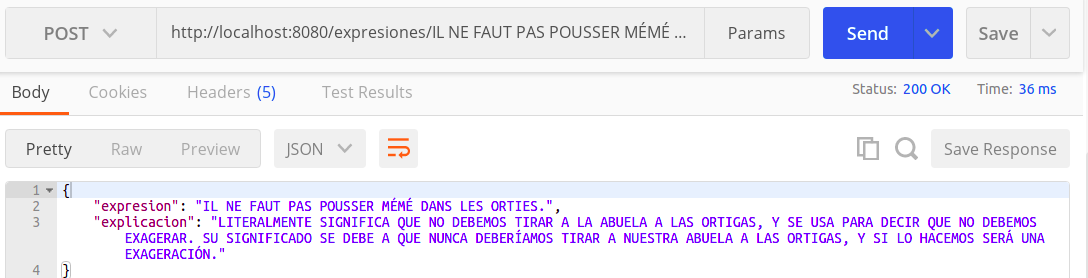 POST http://localhost:8080/expresiones/IL NE FAUT PAS POUSSER MÉMÉ ... Params Send Save
Body Cookies Headers (5) Test Results Status: 200 OK Time: 36 ms
Pretty Raw Preview JSON Save Response
1 {
2 "expresion": "IL NE FAUT PAS POUSSER MÉMÉ DANS LES ORTIES.",
3 "explicacion": "LITERALMENTE SIGNIFICA QUE NO DEBEMOS TIRAR A LA ABUELA A LAS ORTIGAS, Y SE USA PARA DECIR QUE NO DEBEMOS
EXAGERAR. SU SIGNIFICADO SE DEBE A QUE NUNCA DEBERÍAMOS TIRAR A NUESTRA ABUELA A LAS ORTIGAS, Y SI LO HACEMOS SERÁ UNA
EXAGERACIÓN."
4 }